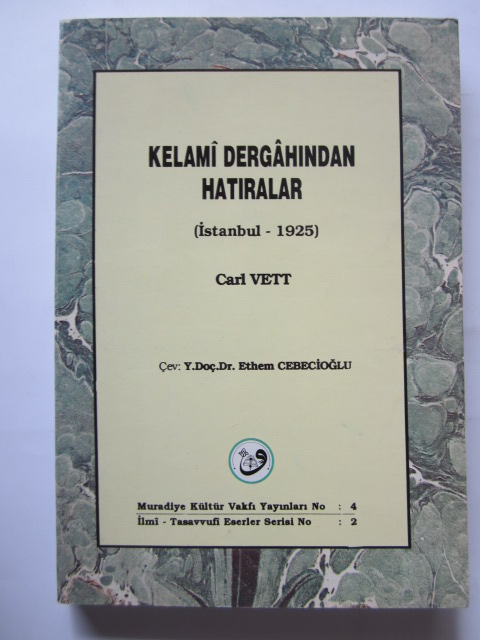 KELAMÎ DERGÂHINDAN
HATIRALAR
(İstanbul - 1925)
Carl VETT
Çev: Y.Doç.Dr. Ethem CEBECİOĞLU
Muradiye Kültür Vakfı Yayınları No : 4
İlmî - Tasavvufî Eserler Serisi No : 2